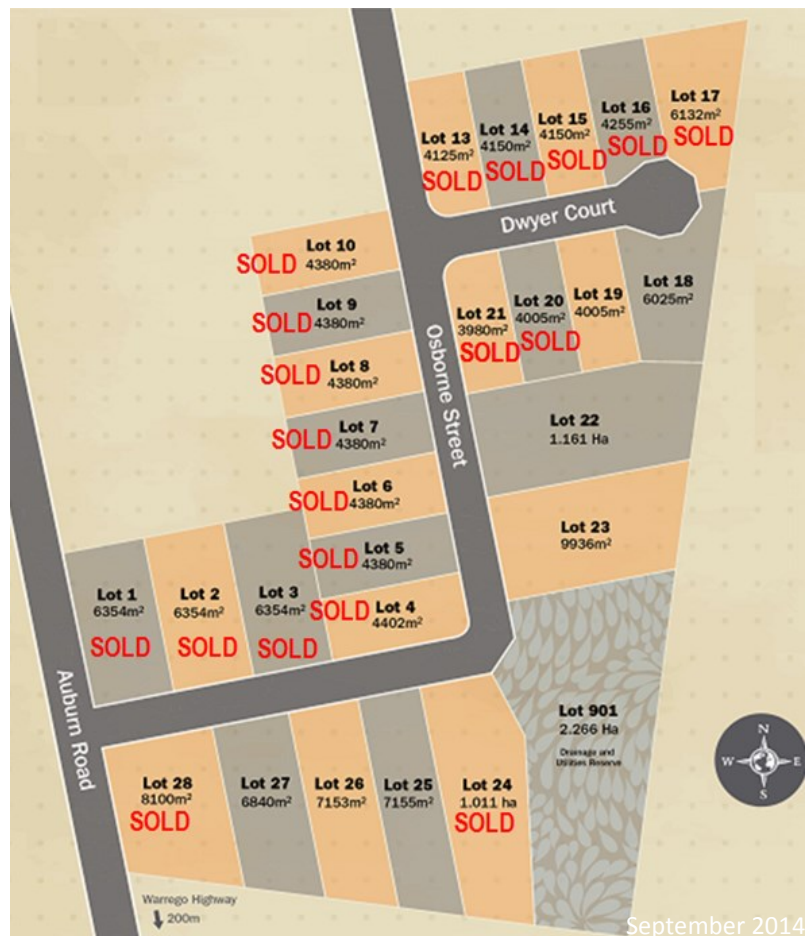 Lot 17
6132m²
SOLD
Lot 16
4255m²
SOLD
Lot 15
4150m²
SOLD
Lot 14
4150m²
SOLD
Lot 13
4125m²
SOLD
Dwyer Court
Lot 10
SOLD 4380m²
Lot 9
SOLD 4380m²
Lot 8
SOLD 4380m²
Lot 7
SOLD 4380m²
Lot 6
SOLD 4380m²
Lot 5
SOLD 4380m²
Lot 4
SOLD 4402m²
Osborne Street
Lot 21
3980m²
SOLD
Lot 20
4005m²
SOLD
Lot 19
4005m²
Lot 18
6025m²
Lot 22
1.161 Ha
Lot 23
9936m²
Lot 1
6354m²
SOLD
Lot 2
6354m²
SOLD
Lot 3
6354m²
SOLD
Auburn Road
Lot 901
2.266 Ha
Drainage and
Utilities Reserve
N
W E
S
Lot 28
8100m²
SOLD
Lot 27
6840m²
Lot 26
7153m²
Lot 25
7155m²
Lot 24
1.011 ha
SOLD
Warrego Highway
200m
September 2014